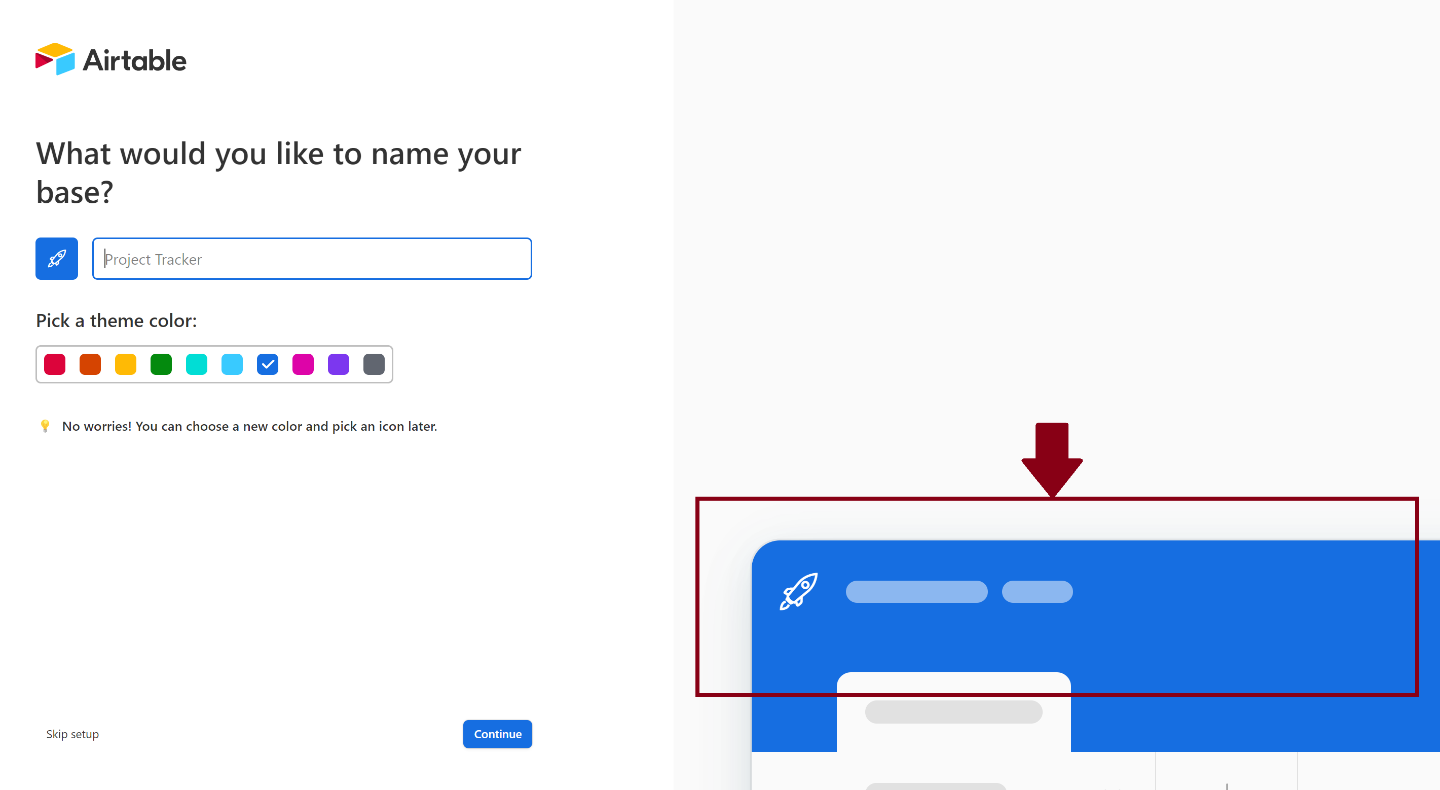 Airtable
What would you like to name your
base?
Project Tracker
Pick a theme color:
No worries! You can choose a new color and pick an icon later.
Skip setup
Continue